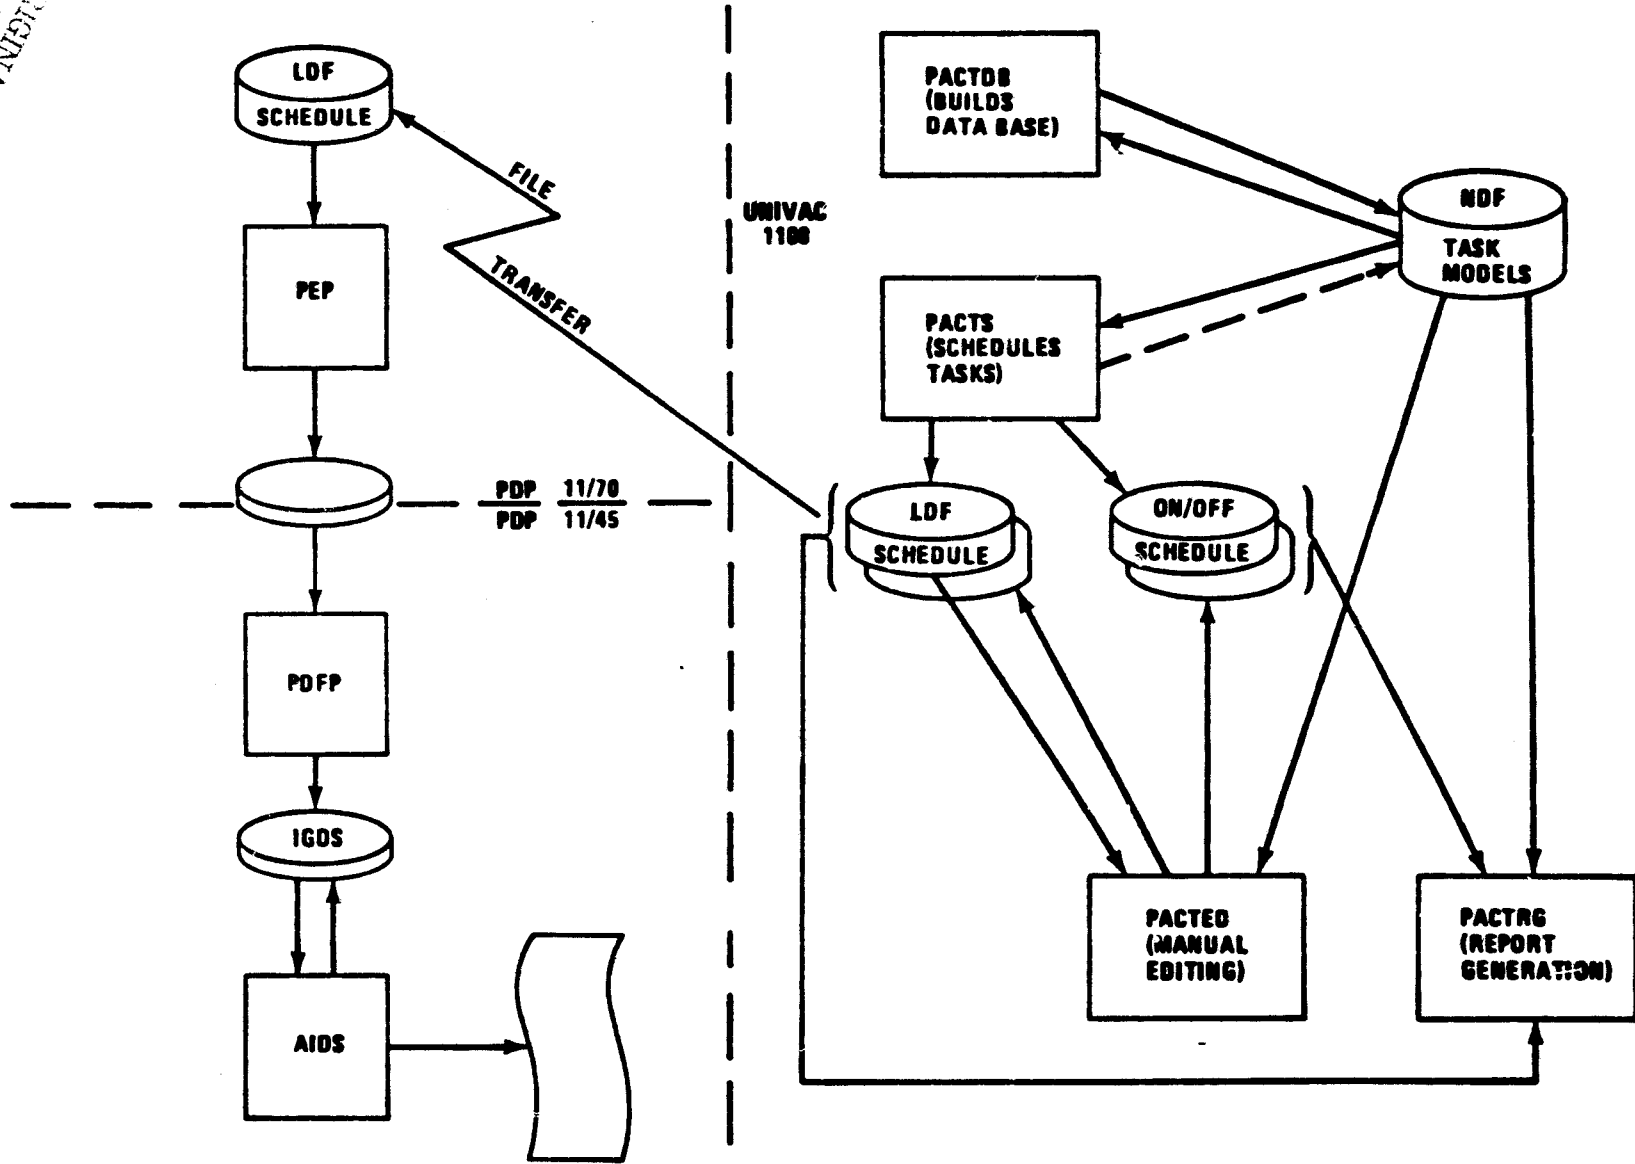 LDF
SCHEDULE
FILE
TRANSFER
PEP
PDP 11/70
PDP 11/45
PDFP
IGDS
AIDS
UNIVAC
1100
PACTDB
(BUILDS
DATA BASE)
NDF
TASK
MODELS
PACTS
(SCHEDULES
TASKS)
LDF
SCHEDULE
ON/OFF
SCHEDULE
PACTED
(MANUAL
EDITING)
PACTRG
(REPORT
GENERATION)